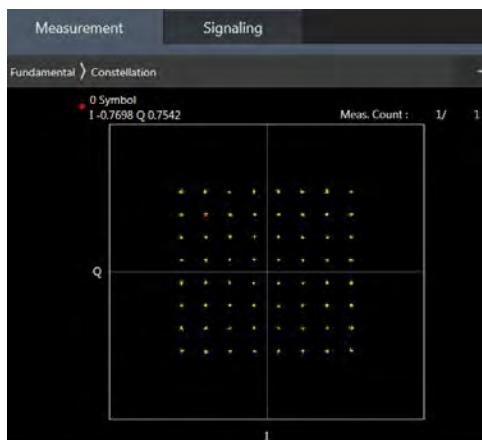 Measurement Signaling
Fundamental ⟩ Constellation
0 Symbol
I -0.7698 Q 0.7542 Meas. Count : 1/ 1
Q
I